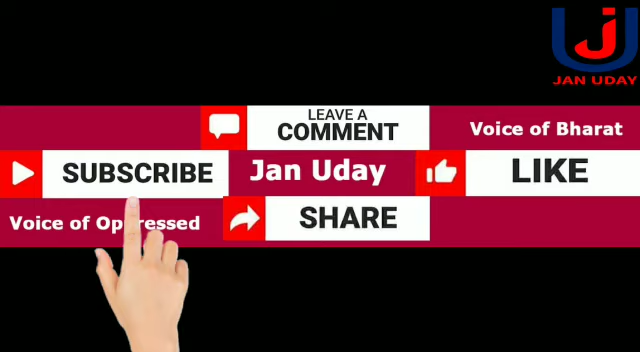 JAN UDAY
LEAVE A
COMMENT
Voice of Bharat
SUBSCRIBE
Jan Uday
LIKE
Voice of Oppressed
SHARE